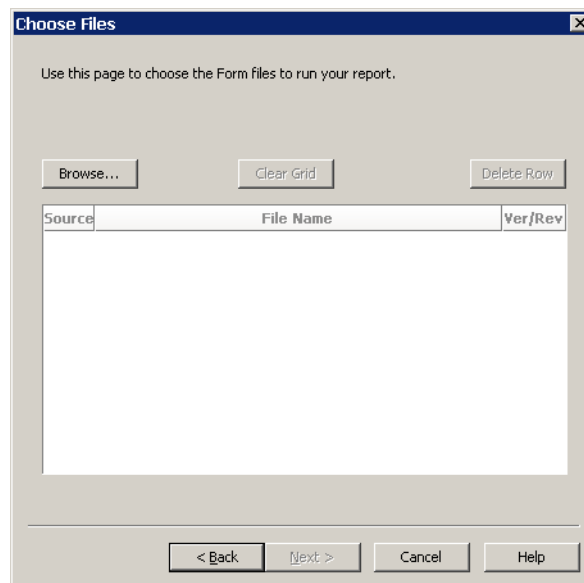 Choose Files
Use this page to choose the Form files to run your report.
Browse... Clear Grid Delete Row
Source File Name Ver/Rev
< Back Next > Cancel Help